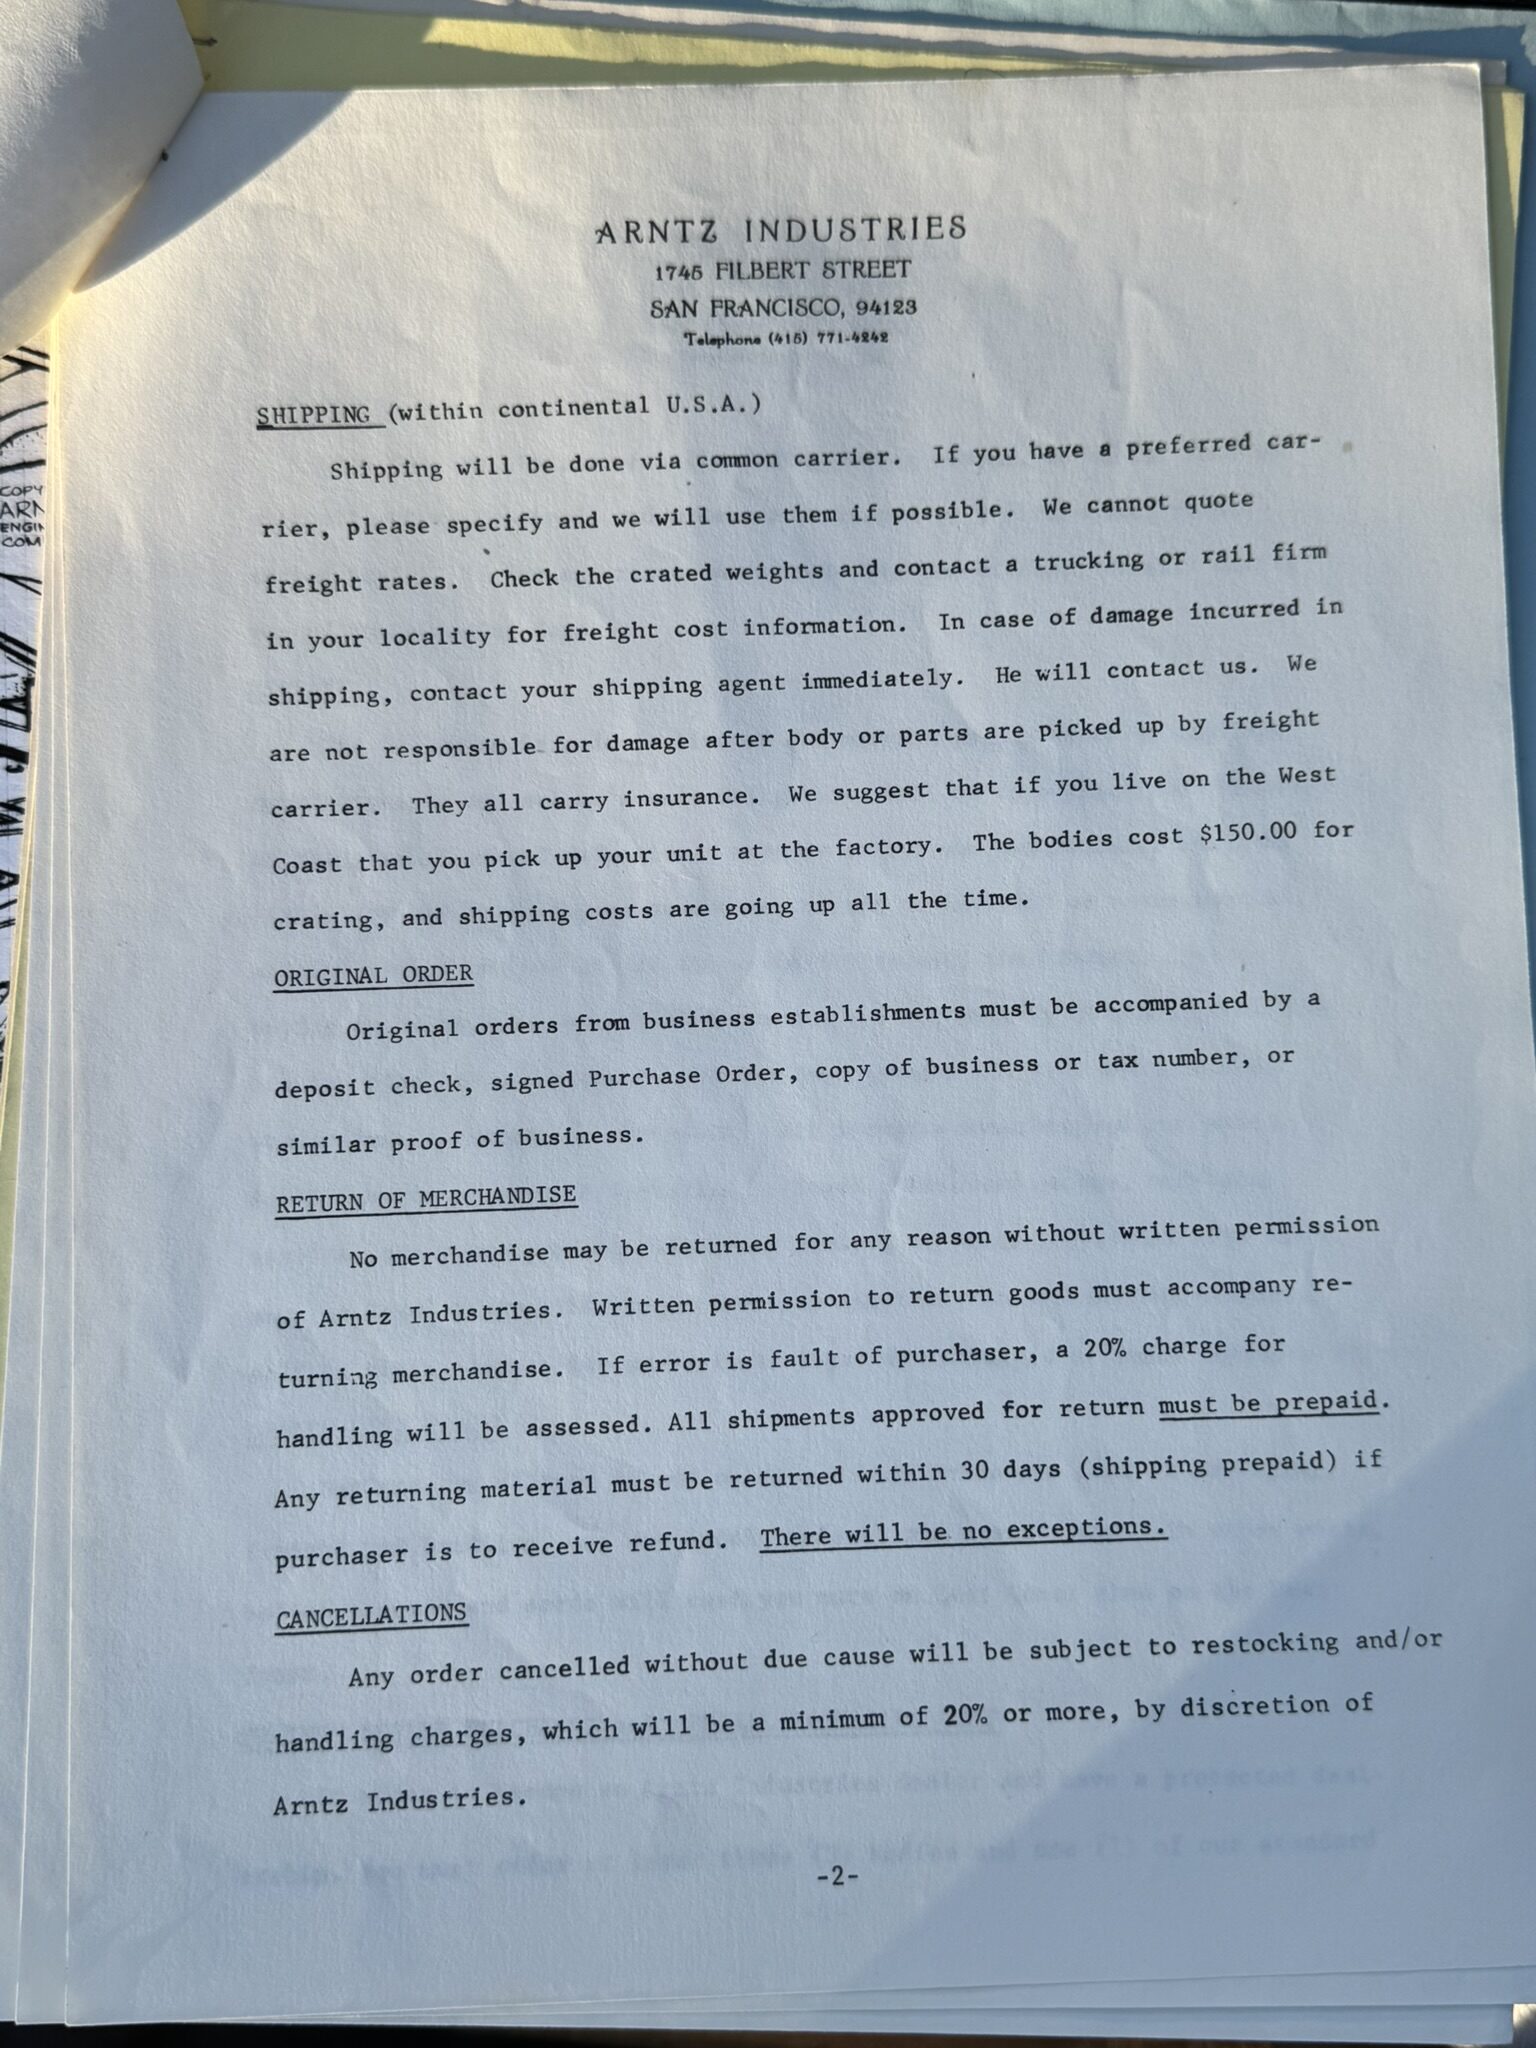 ARNTZ INDUSTRIES
1745 FILBERT STREET
SAN FRANCISCO, 94123
Telephone (415) 771-4242
SHIPPING (within continental U.S.A.)
Shipping will be done via common carrier. If you have a preferred car-
rier, please specify and we will use them if possible. We cannot quote
freight rates. Check the crated weights and contact a trucking or rail firm
in your locality for freight cost information. In case of damage incurred in
shipping, contact your shipping agent immediately. He will contact us. We
are not responsible for damage after body or parts are picked up by freight
carrier. They all carry insurance. We suggest that if you live on the West
Coast that you pick up your unit at the factory. The bodies cost $150.00 for
crating, and shipping costs are going up all the time.
ORIGINAL ORDER
Original orders from business establishments must be accompanied by a
deposit check, signed Purchase Order, copy of business or tax number, or
similar proof of business.
RETURN OF MERCHANDISE
No merchandise may be returned for any reason without written permission
of Arntz Industries. Written permission to return goods must accompany re-
turning merchandise. If error is fault of purchaser, a 20% charge for
handling will be assessed. All shipments approved for return must be prepaid.
Any returning material must be returned within 30 days (shipping prepaid) if
purchaser is to receive refund. There will be no exceptions.
CANCELLATIONS
Any order cancelled without due cause will be subject to restocking and/or
handling charges, which will be a minimum of 20% or more, by discretion of
Arntz Industries.
-2-
COPY
ARN
ENGIN
COM